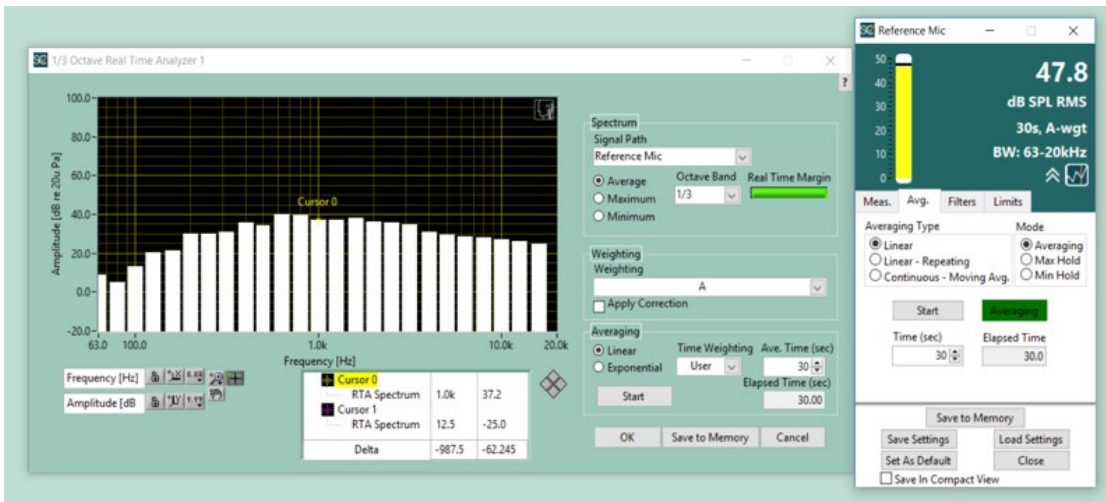 SC 1/3 Octave Real Time Analyzer 1
?
100.0
80.0
60.0
40.0
20.0
0.0
-20.0
Amplitude [dB re 20u Pa]
Cursor 0
63.0 100.0 1.0k 10.0k 20.0k
Frequency [Hz]
Frequency [Hz]
Amplitude [dB
Cursor 0
RTA Spectrum 1.0k 37.2
Cursor 1
RTA Spectrum 12.5 -25.0
Delta -987.5 -62.245
Spectrum
Signal Path
Reference Mic
Average
Maximum
Minimum
Octave Band
1/3
Real Time Margin
Weighting
Weighting
A
Apply Correction
Averaging
Linear
Exponential
Time Weighting
User
Ave. Time (sec)
30
Elapsed Time (sec)
30.00
Start
OK Save to Memory Cancel
SC Reference Mic
50
40
30
20
10
0
47.8
dB SPL RMS
30s, A-wgt
BW: 63-20kHz
Meas. Avg. Filters Limits
Averaging Type
Linear
Linear - Repeating
Continuous - Moving Avg.
Mode
Averaging
Max Hold
Min Hold
Start Averaging
Time (sec) Elapsed Time
30 30.0
Save to Memory
Save Settings Load Settings
Set As Default Close
Save In Compact View